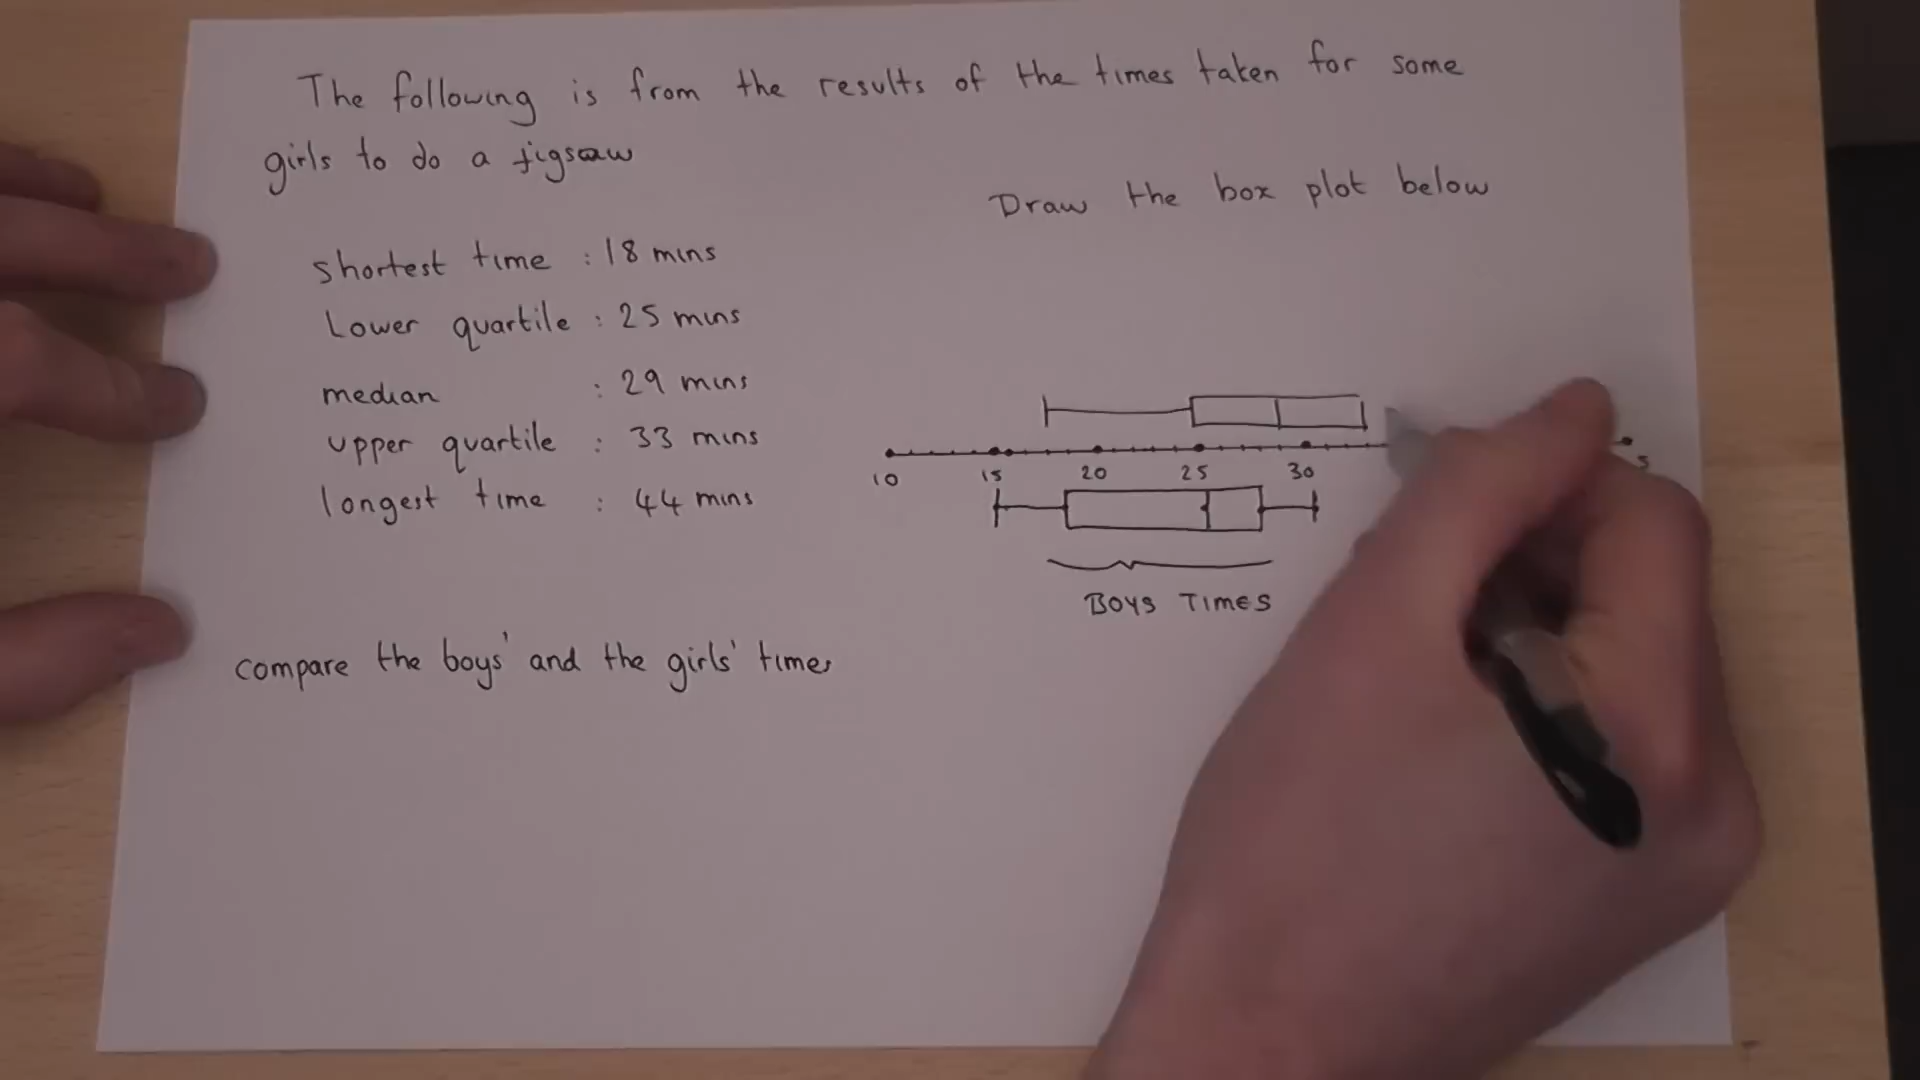 The following is from the results of the times taken for some
girls to do a jigsaw
Draw the box plot below
shortest time : 18 mins
Lower quartile : 25 mins
median : 29 mins
upper quartile : 33 mins
longest time : 44 mins
10 15 20 25 30 5
BOYS TIMES
compare the boys' and the girls' times